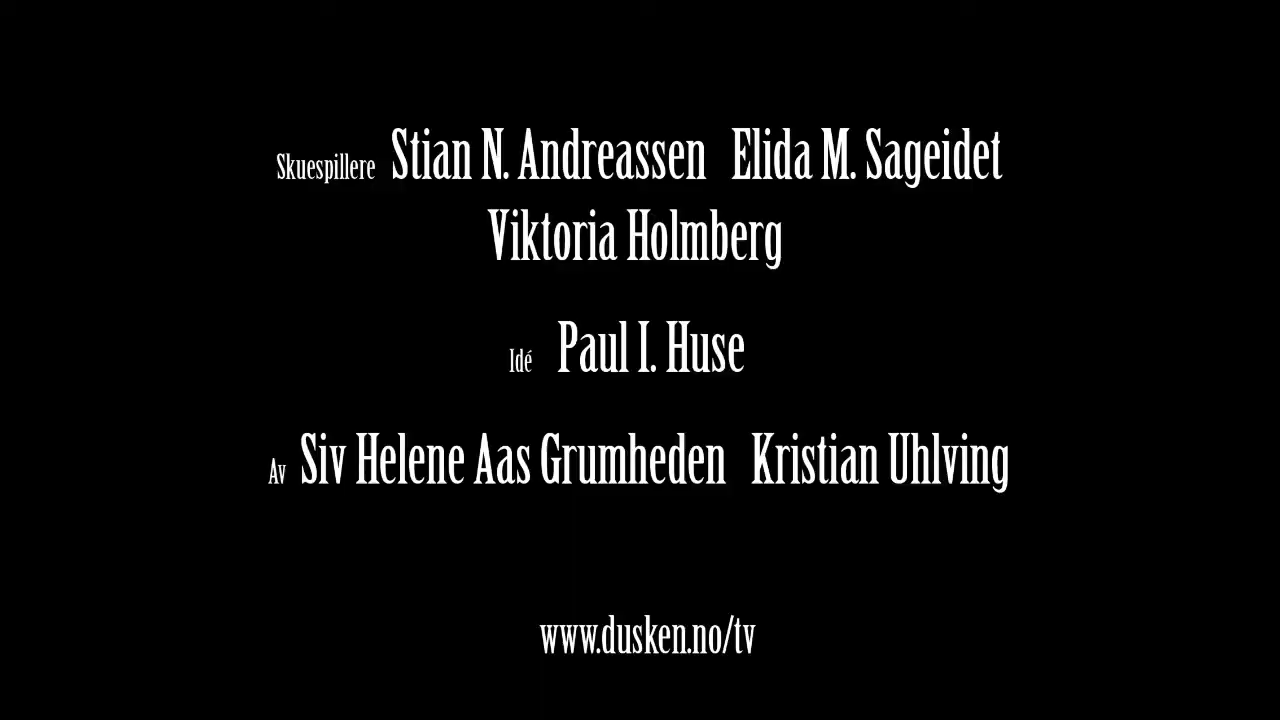 Skuespillere Stian N. Andreassen Elida M. Sageidet
Viktoria Holmberg
Idé Paul I. Huse
Av Siv Helene Aas Grumheden Kristian Uhlving
www.dusken.no/tv